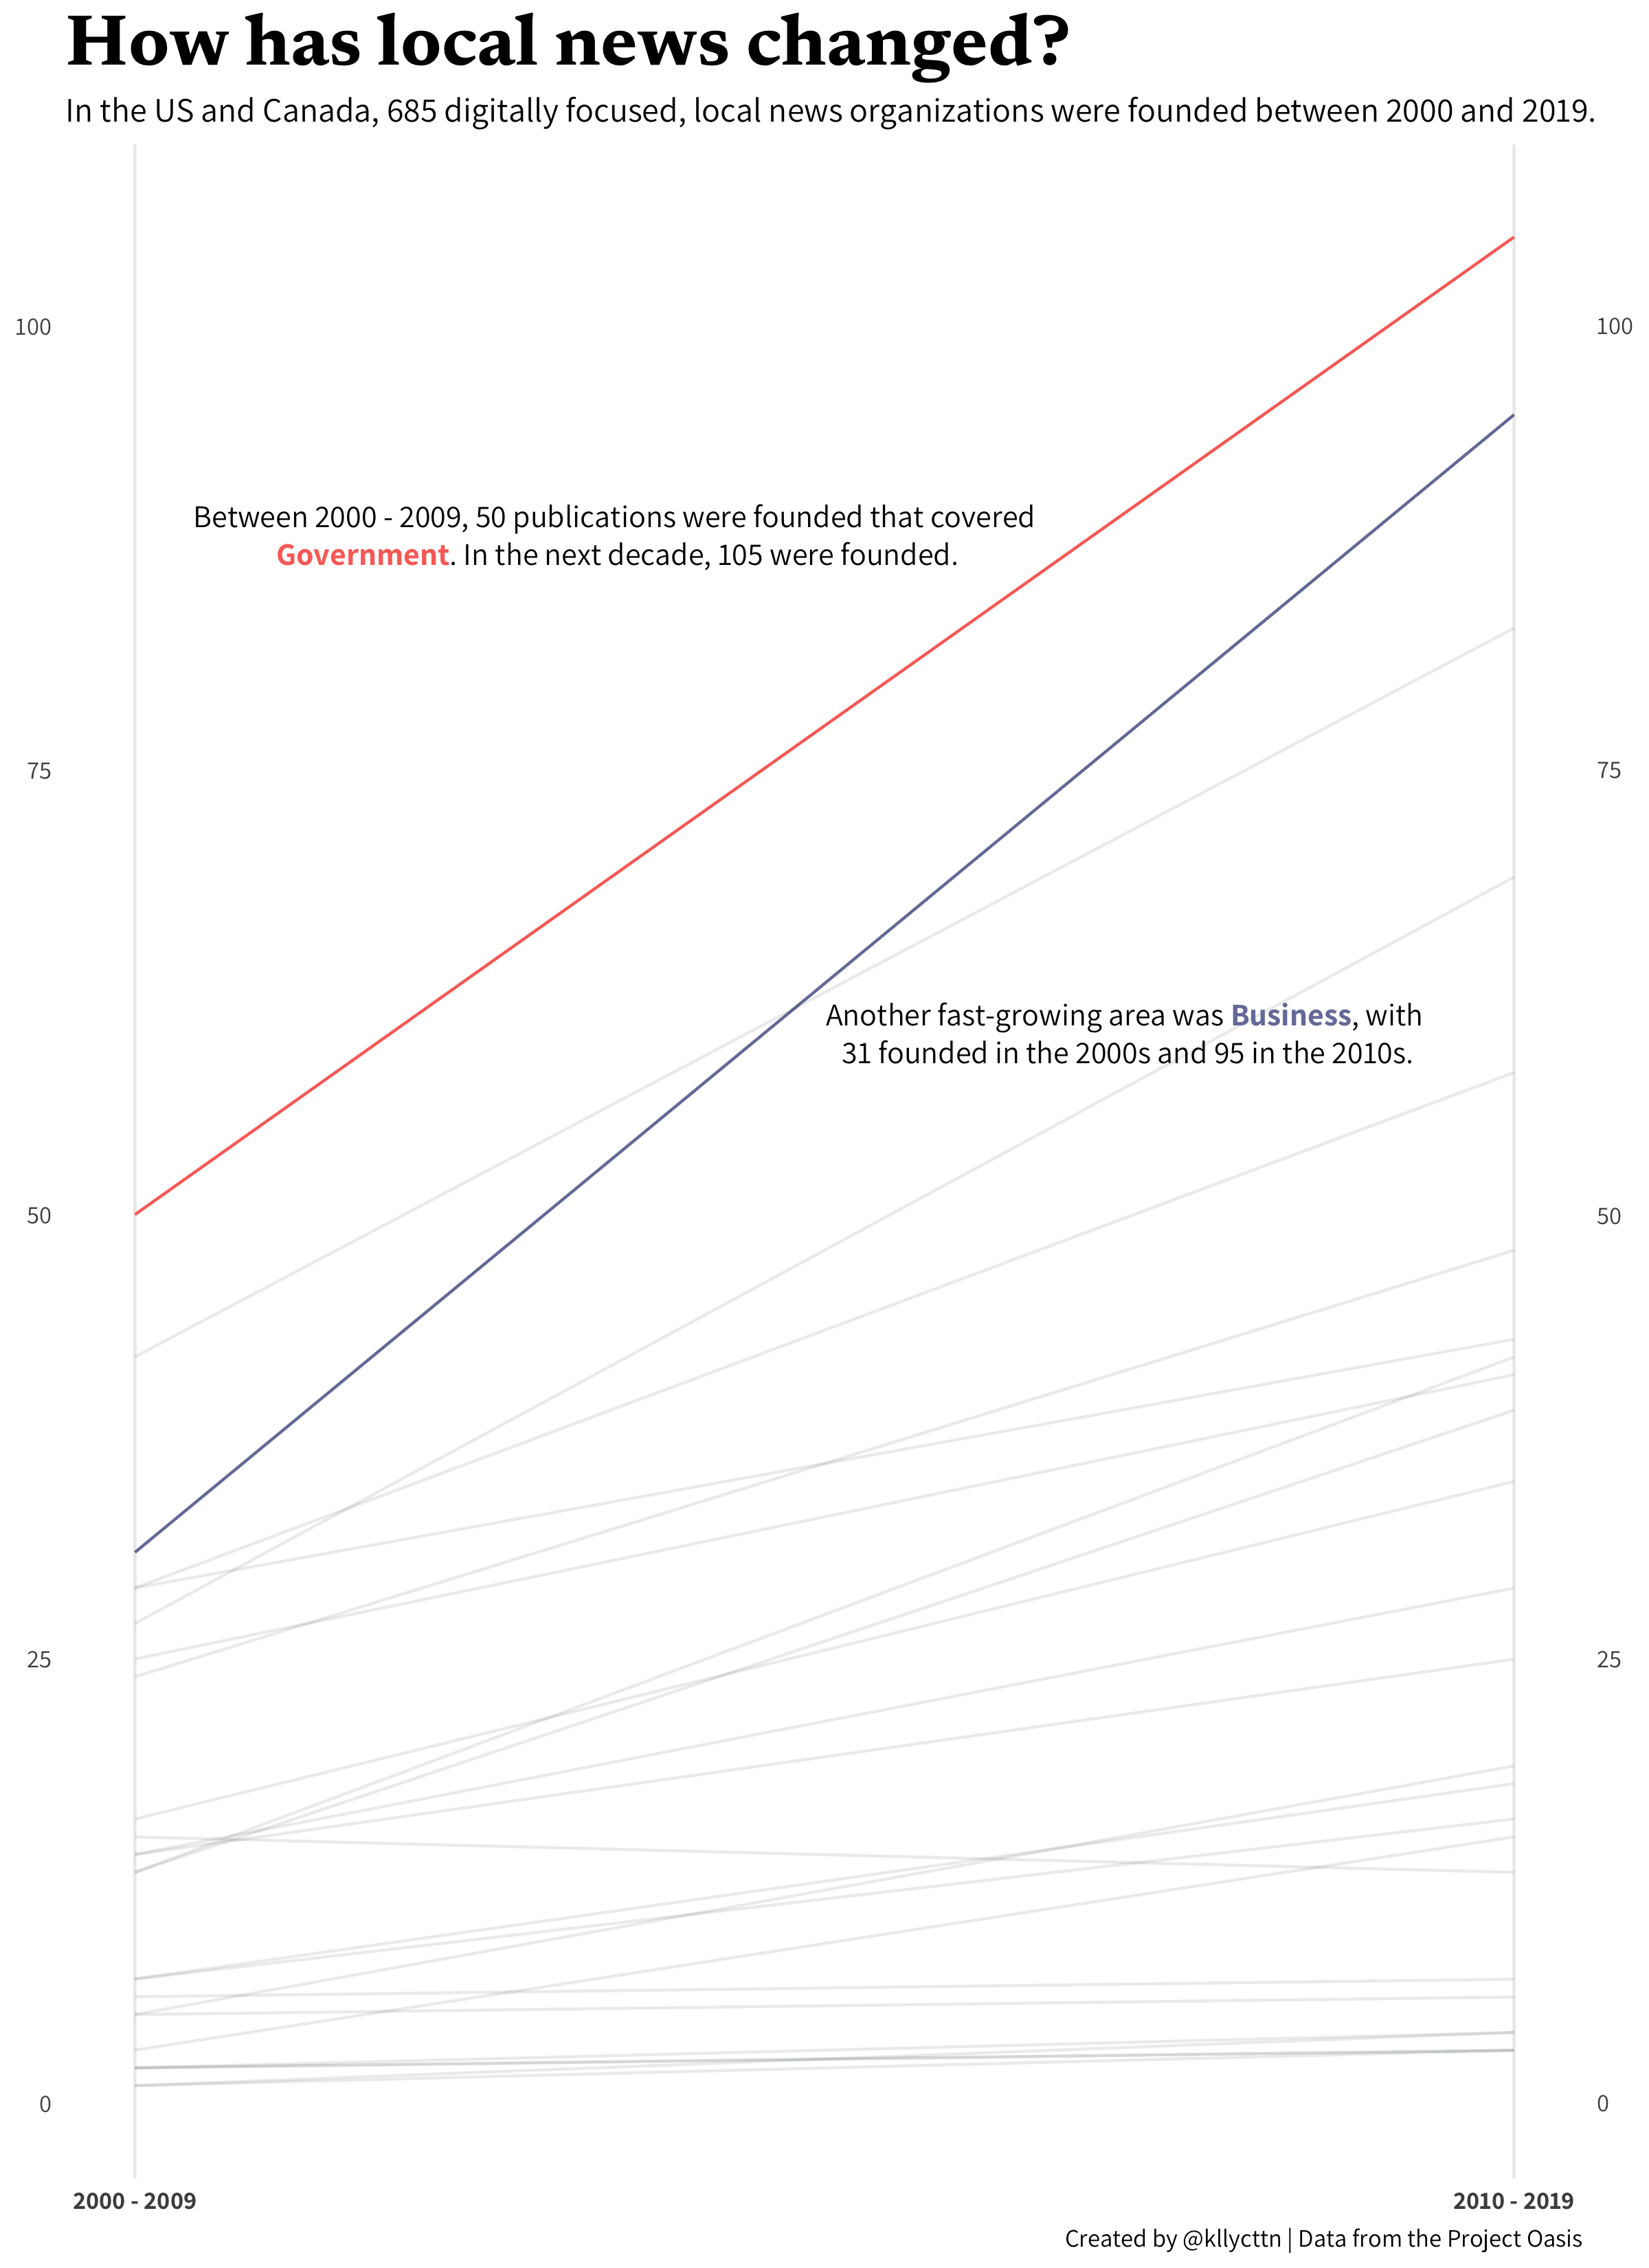 How has local news changed?
In the US and Canada, 685 digitally focused, local news organizations were founded between 2000 and 2019.
100
100
Between 2000 - 2009, 50 publications were founded that covered
Government. In the next decade, 105 were founded.
75
75
Another fast-growing area was Business, with
31 founded in the 2000s and 95 in the 2010s.
50
50
25
25
0
0
2000 - 2009
2010 - 2019
Created by @kllycttn | Data from the Project Oasis